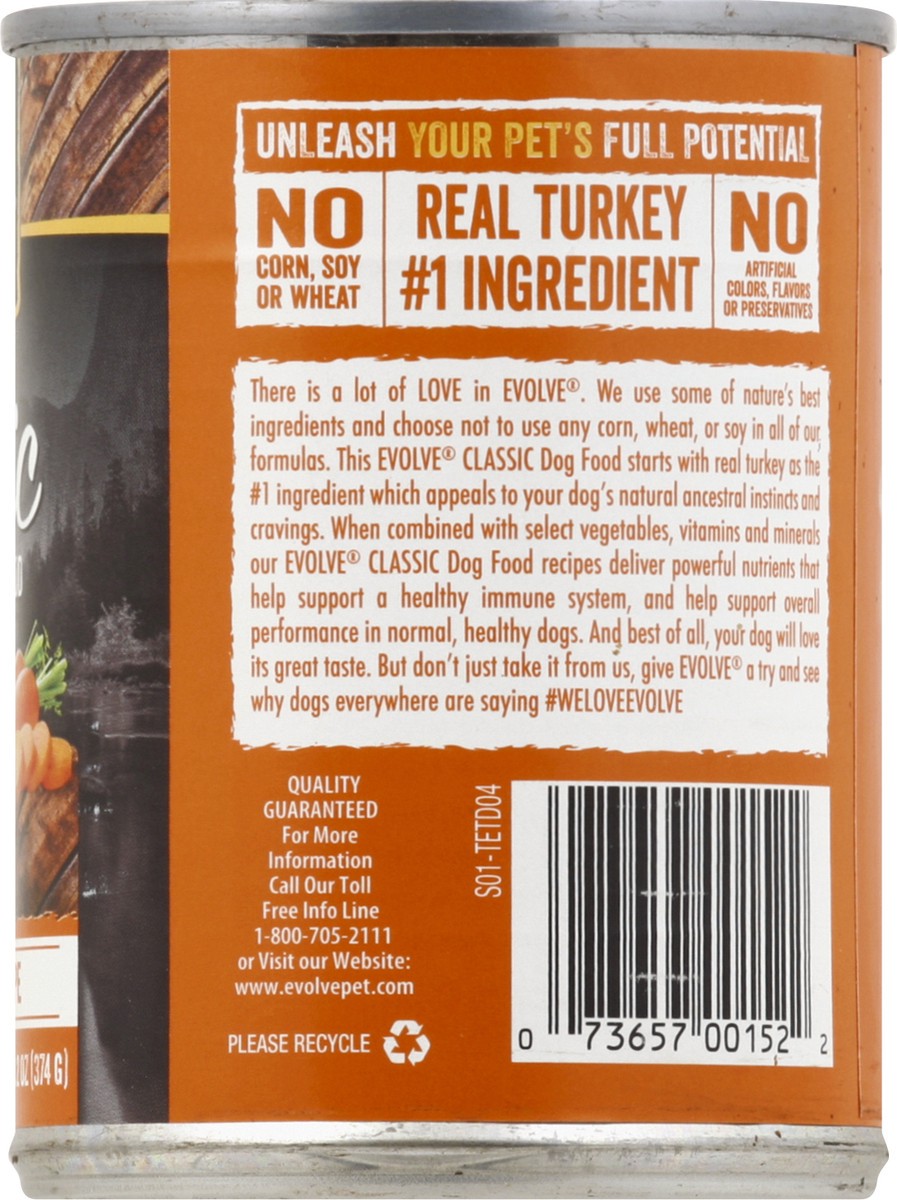 UNLEASH YOUR PET'S FULL POTENTIAL
NO
CORN, SOY
OR WHEAT
REAL TURKEY
#1 INGREDIENT
NO
ARTIFICIAL
COLORS, FLAVORS
OR PRESERVATIVES
There is a lot of LOVE in EVOLVE®. We use some of nature's best
ingredients and choose not to use any corn, wheat, or soy in all of our
formulas. This EVOLVE® CLASSIC Dog Food starts with real turkey as the
#1 ingredient which appeals to your dog's natural ancestral instincts and
cravings. When combined with select vegetables, vitamins and minerals
our EVOLVE® CLASSIC Dog Food recipes deliver powerful nutrients that
help support a healthy immune system, and help support overall
performance in normal, healthy dogs. And best of all, your dog will love
its great taste. But don't just take it from us, give EVOLVE® a try and see
why dogs everywhere are saying #WELOVEEVOLVE
QUALITY
GUARANTEED
For More
Information
Call Our Toll
Free Info Line
1-800-705-2111
or Visit our Website:
www.evolvepet.com
PLEASE RECYCLE
S01-TETD04
0 73657 00152 2
ic
E
2 OZ (374 G)